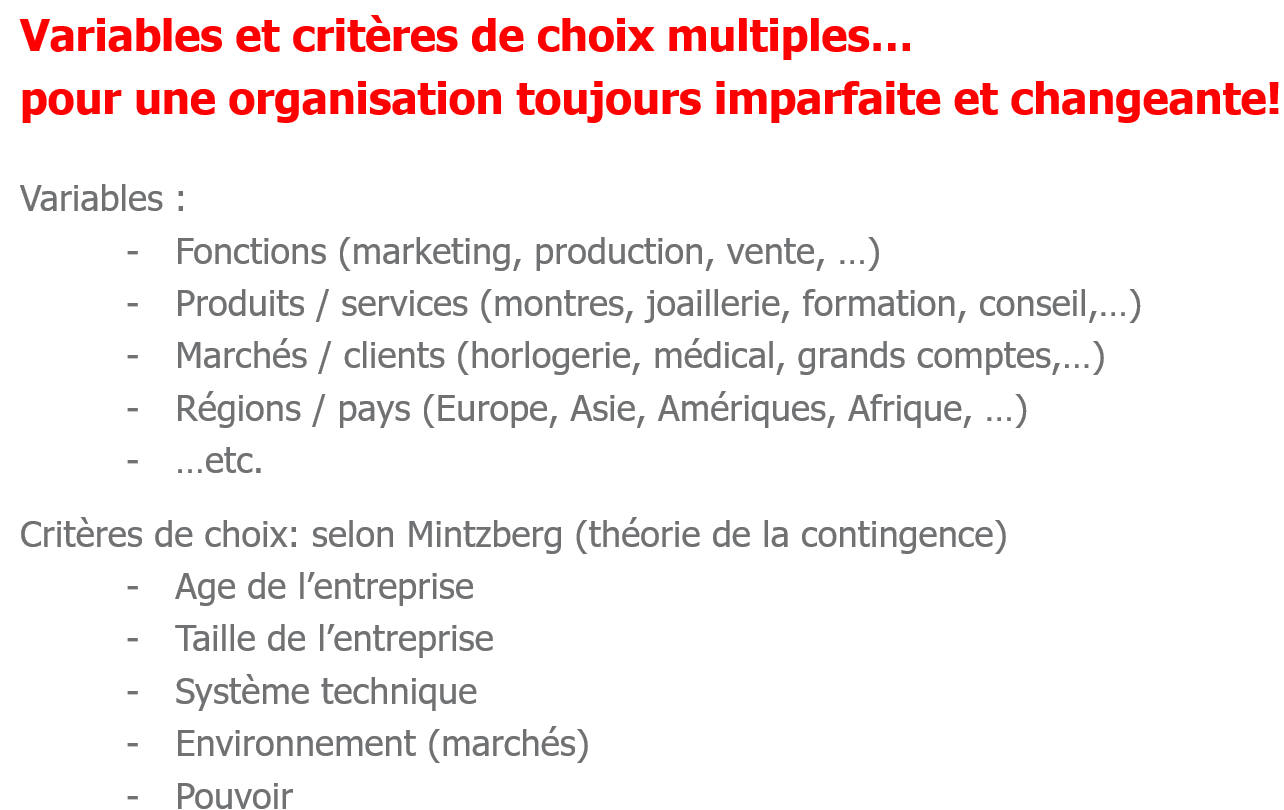 Variables et critères de choix multiples…
pour une organisation toujours imparfaite et changeante!
Variables :
- Fonctions (marketing, production, vente, …)
- Produits / services (montres, joaillerie, formation, conseil,…)
- Marchés / clients (horlogerie, médical, grands comptes,…)
- Régions / pays (Europe, Asie, Amériques, Afrique, …)
- …etc.
Critères de choix: selon Mintzberg (théorie de la contingence)
- Age de l’entreprise
- Taille de l’entreprise
- Système technique
- Environnement (marchés)
- Pouvoir